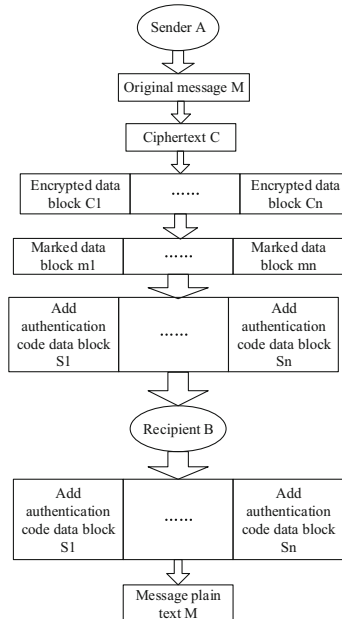 Sender A
Original message M
Ciphertext C
Encrypted data
block C1
......
Encrypted data
block Cn
Marked data
block m1
......
Marked data
block mn
Add
authentication
code data block
S1
......
Add
authentication
code data block
Sn
Recipient B
Add
authentication
code data block
S1
......
Add
authentication
code data block
Sn
Message plain
text M